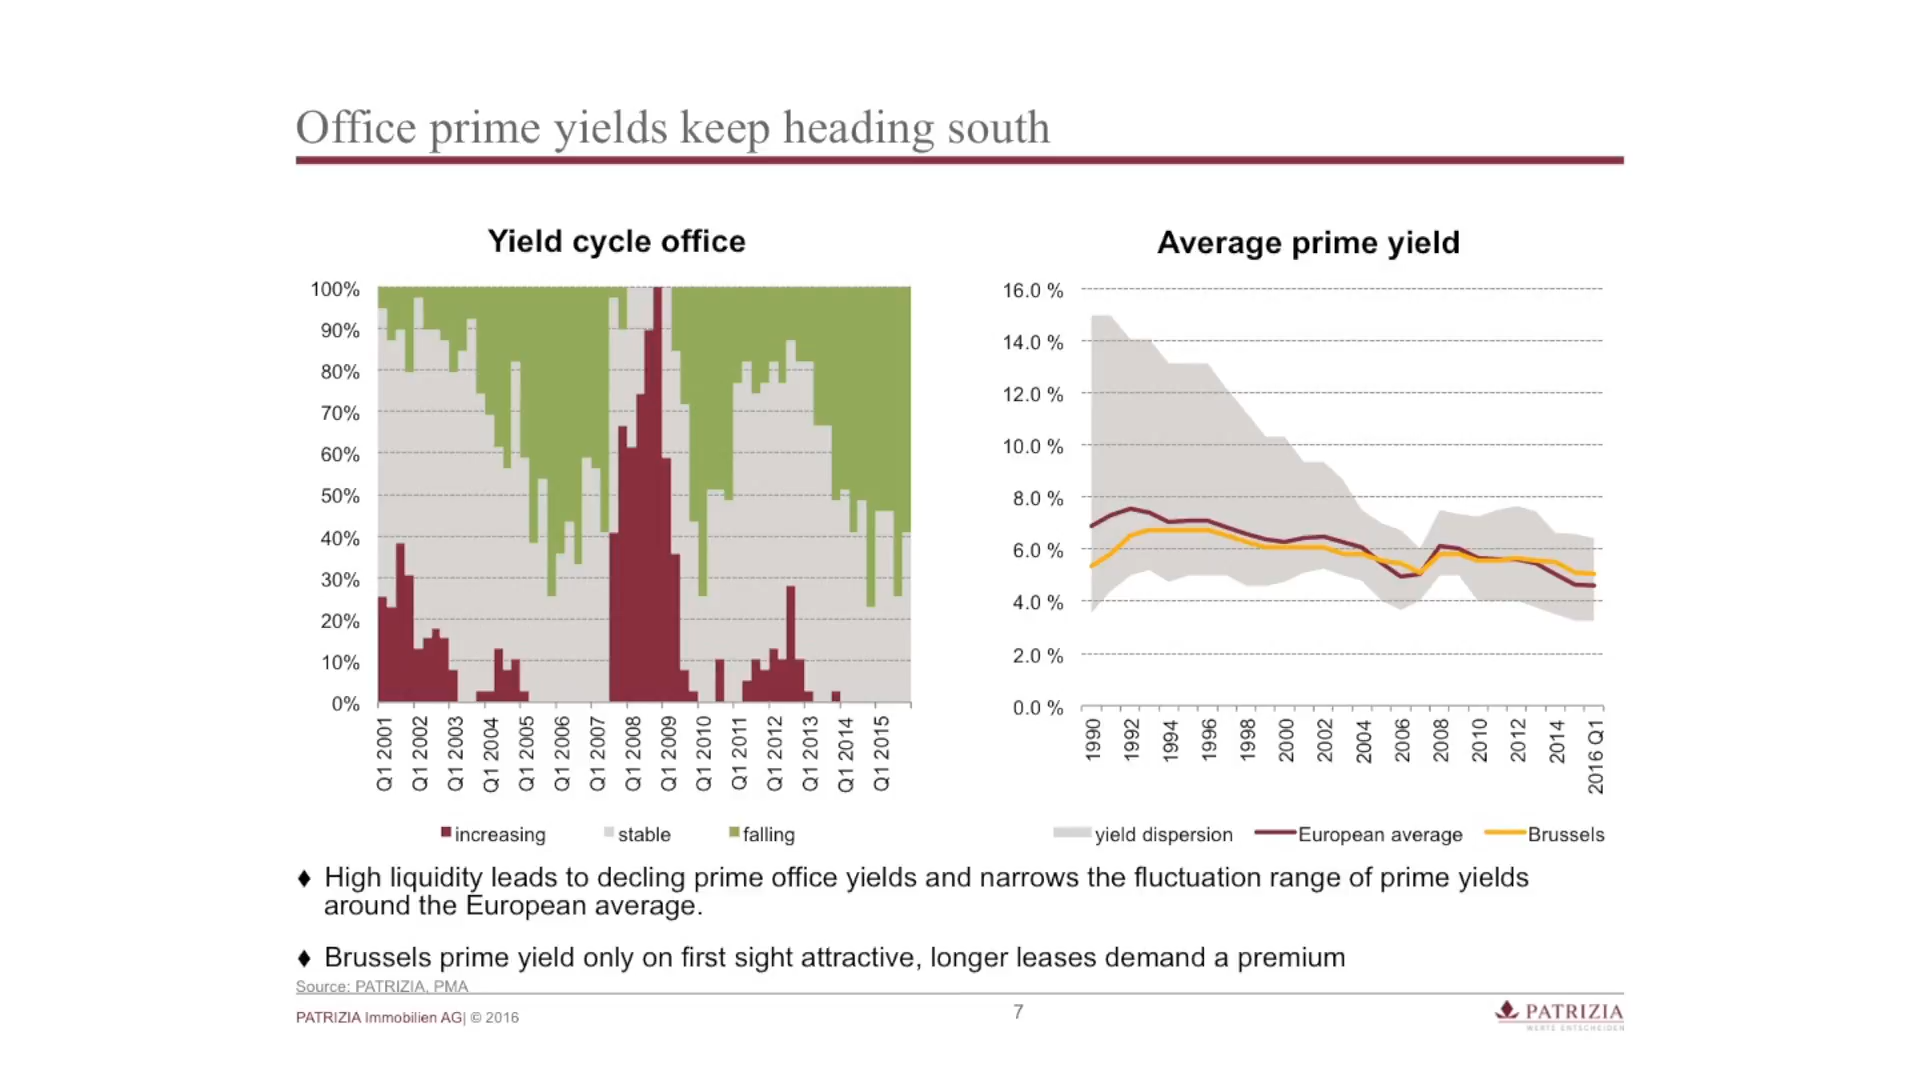 Office prime yields keep heading south
Yield cycle office
100%
90%
80%
70%
60%
50%
40%
30%
20%
10%
0%
Q1 2001
Q1 2002
Q1 2003
Q1 2004
Q1 2005
Q1 2006
Q1 2007
Q1 2008
Q1 2009
Q1 2010
Q1 2011
Q1 2012
Q1 2013
Q1 2014
Q1 2015
increasing
stable
falling
Average prime yield
16.0 %
14.0 %
12.0 %
10.0 %
8.0 %
6.0 %
4.0 %
2.0 %
0.0 %
1990
1992
1994
1996
1998
2000
2002
2004
2006
2008
2010
2012
2014
2016 Q1
yield dispersion
European average
Brussels
♦ High liquidity leads to decling prime office yields and narrows the fluctuation range of prime yields
around the European average.
♦ Brussels prime yield only on first sight attractive, longer leases demand a premium
Source: PATRIZIA, PMA
PATRIZIA Immobilien AG| © 2016
7
PATRIZIA
WERTE ENTSCHEIDEN